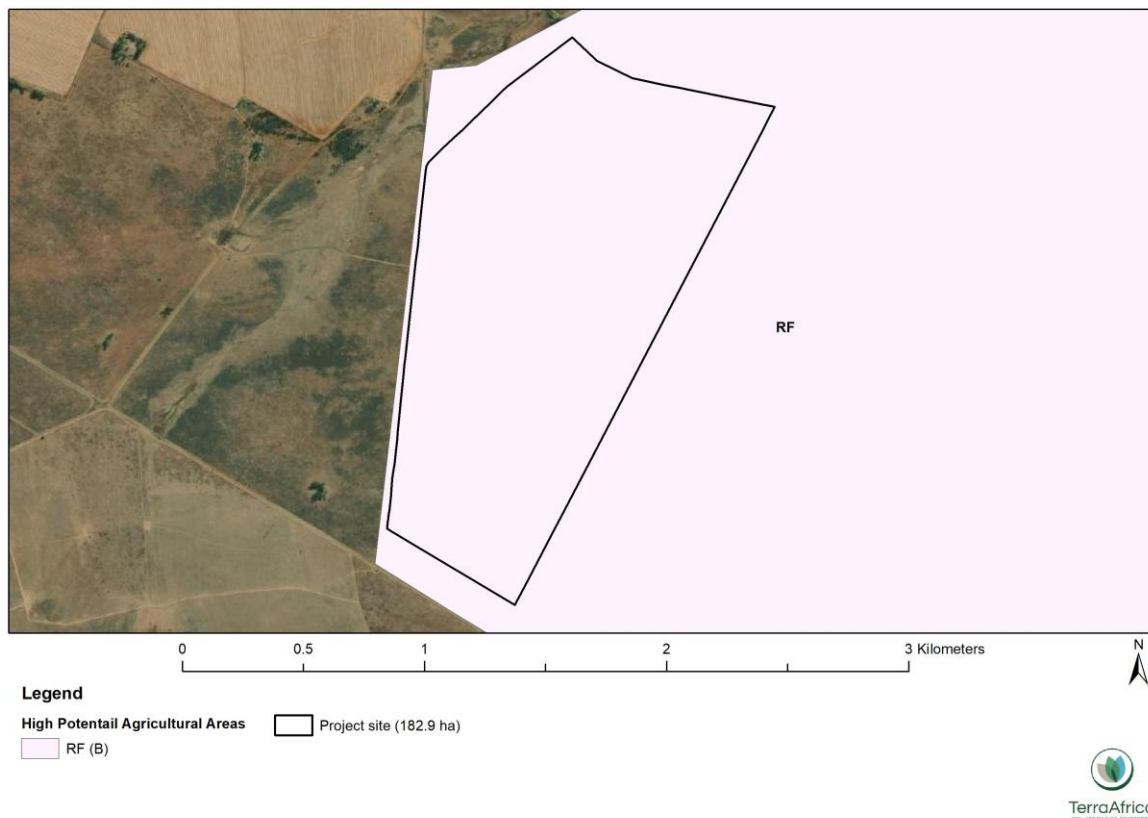 RF
0 0.5 1 2 3 Kilometers
N
Legend
High Potentail Agricultural Areas
Project site (182.9 ha)
RF (B)
TerraAfrica